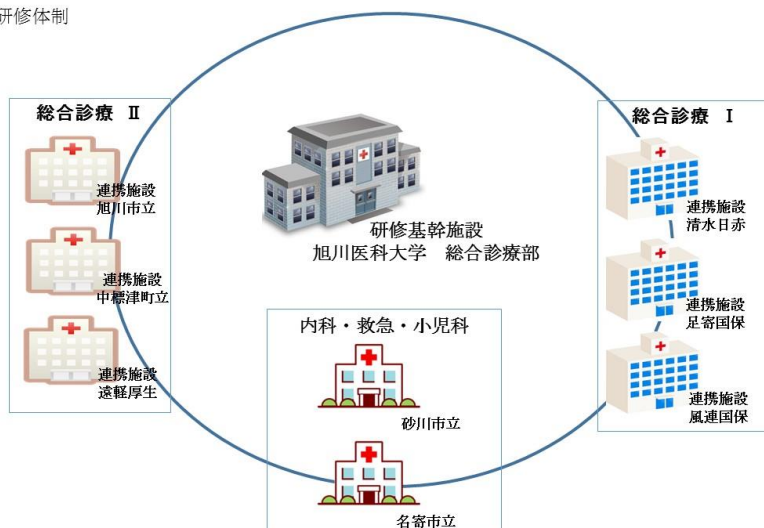 研修体制
総合診療 Ⅱ
連携施設
旭川市立
連携施設
中標津町立
連携施設
遠軽厚生
研修基幹施設
旭川医科大学 総合診療部
内科・救急・小児科
砂川市立
名寄市立
総合診療 Ⅰ
連携施設
清水日赤
連携施設
足寄国保
連携施設
風連国保